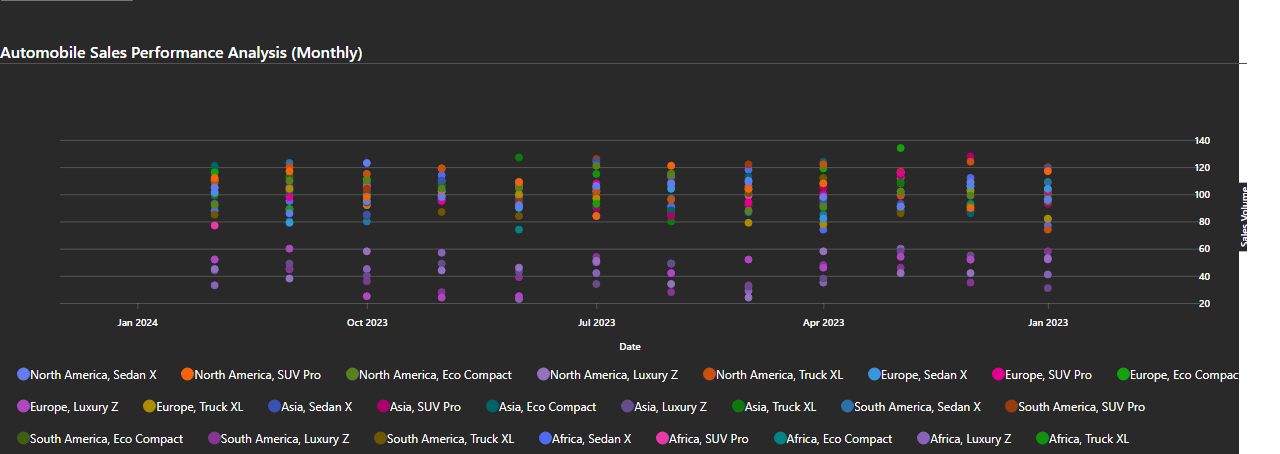 Automobile Sales Performance Analysis (Monthly)
140
120
100
80
60
40
20
Sales Volume
Jan 2024 Oct 2023 Jul 2023 Apr 2023 Jan 2023
Date
North America, Sedan X North America, SUV Pro North America, Eco Compact North America, Luxury Z North America, Truck XL Europe, Sedan X Europe, SUV Pro Europe, Eco Compac
Europe, Luxury Z Europe, Truck XL Asia, Sedan X Asia, SUV Pro Asia, Eco Compact Asia, Luxury Z Asia, Truck XL South America, Sedan X South America, SUV Pro
South America, Eco Compact South America, Luxury Z South America, Truck XL Africa, Sedan X Africa, SUV Pro Africa, Eco Compact Africa, Luxury Z Africa, Truck XL